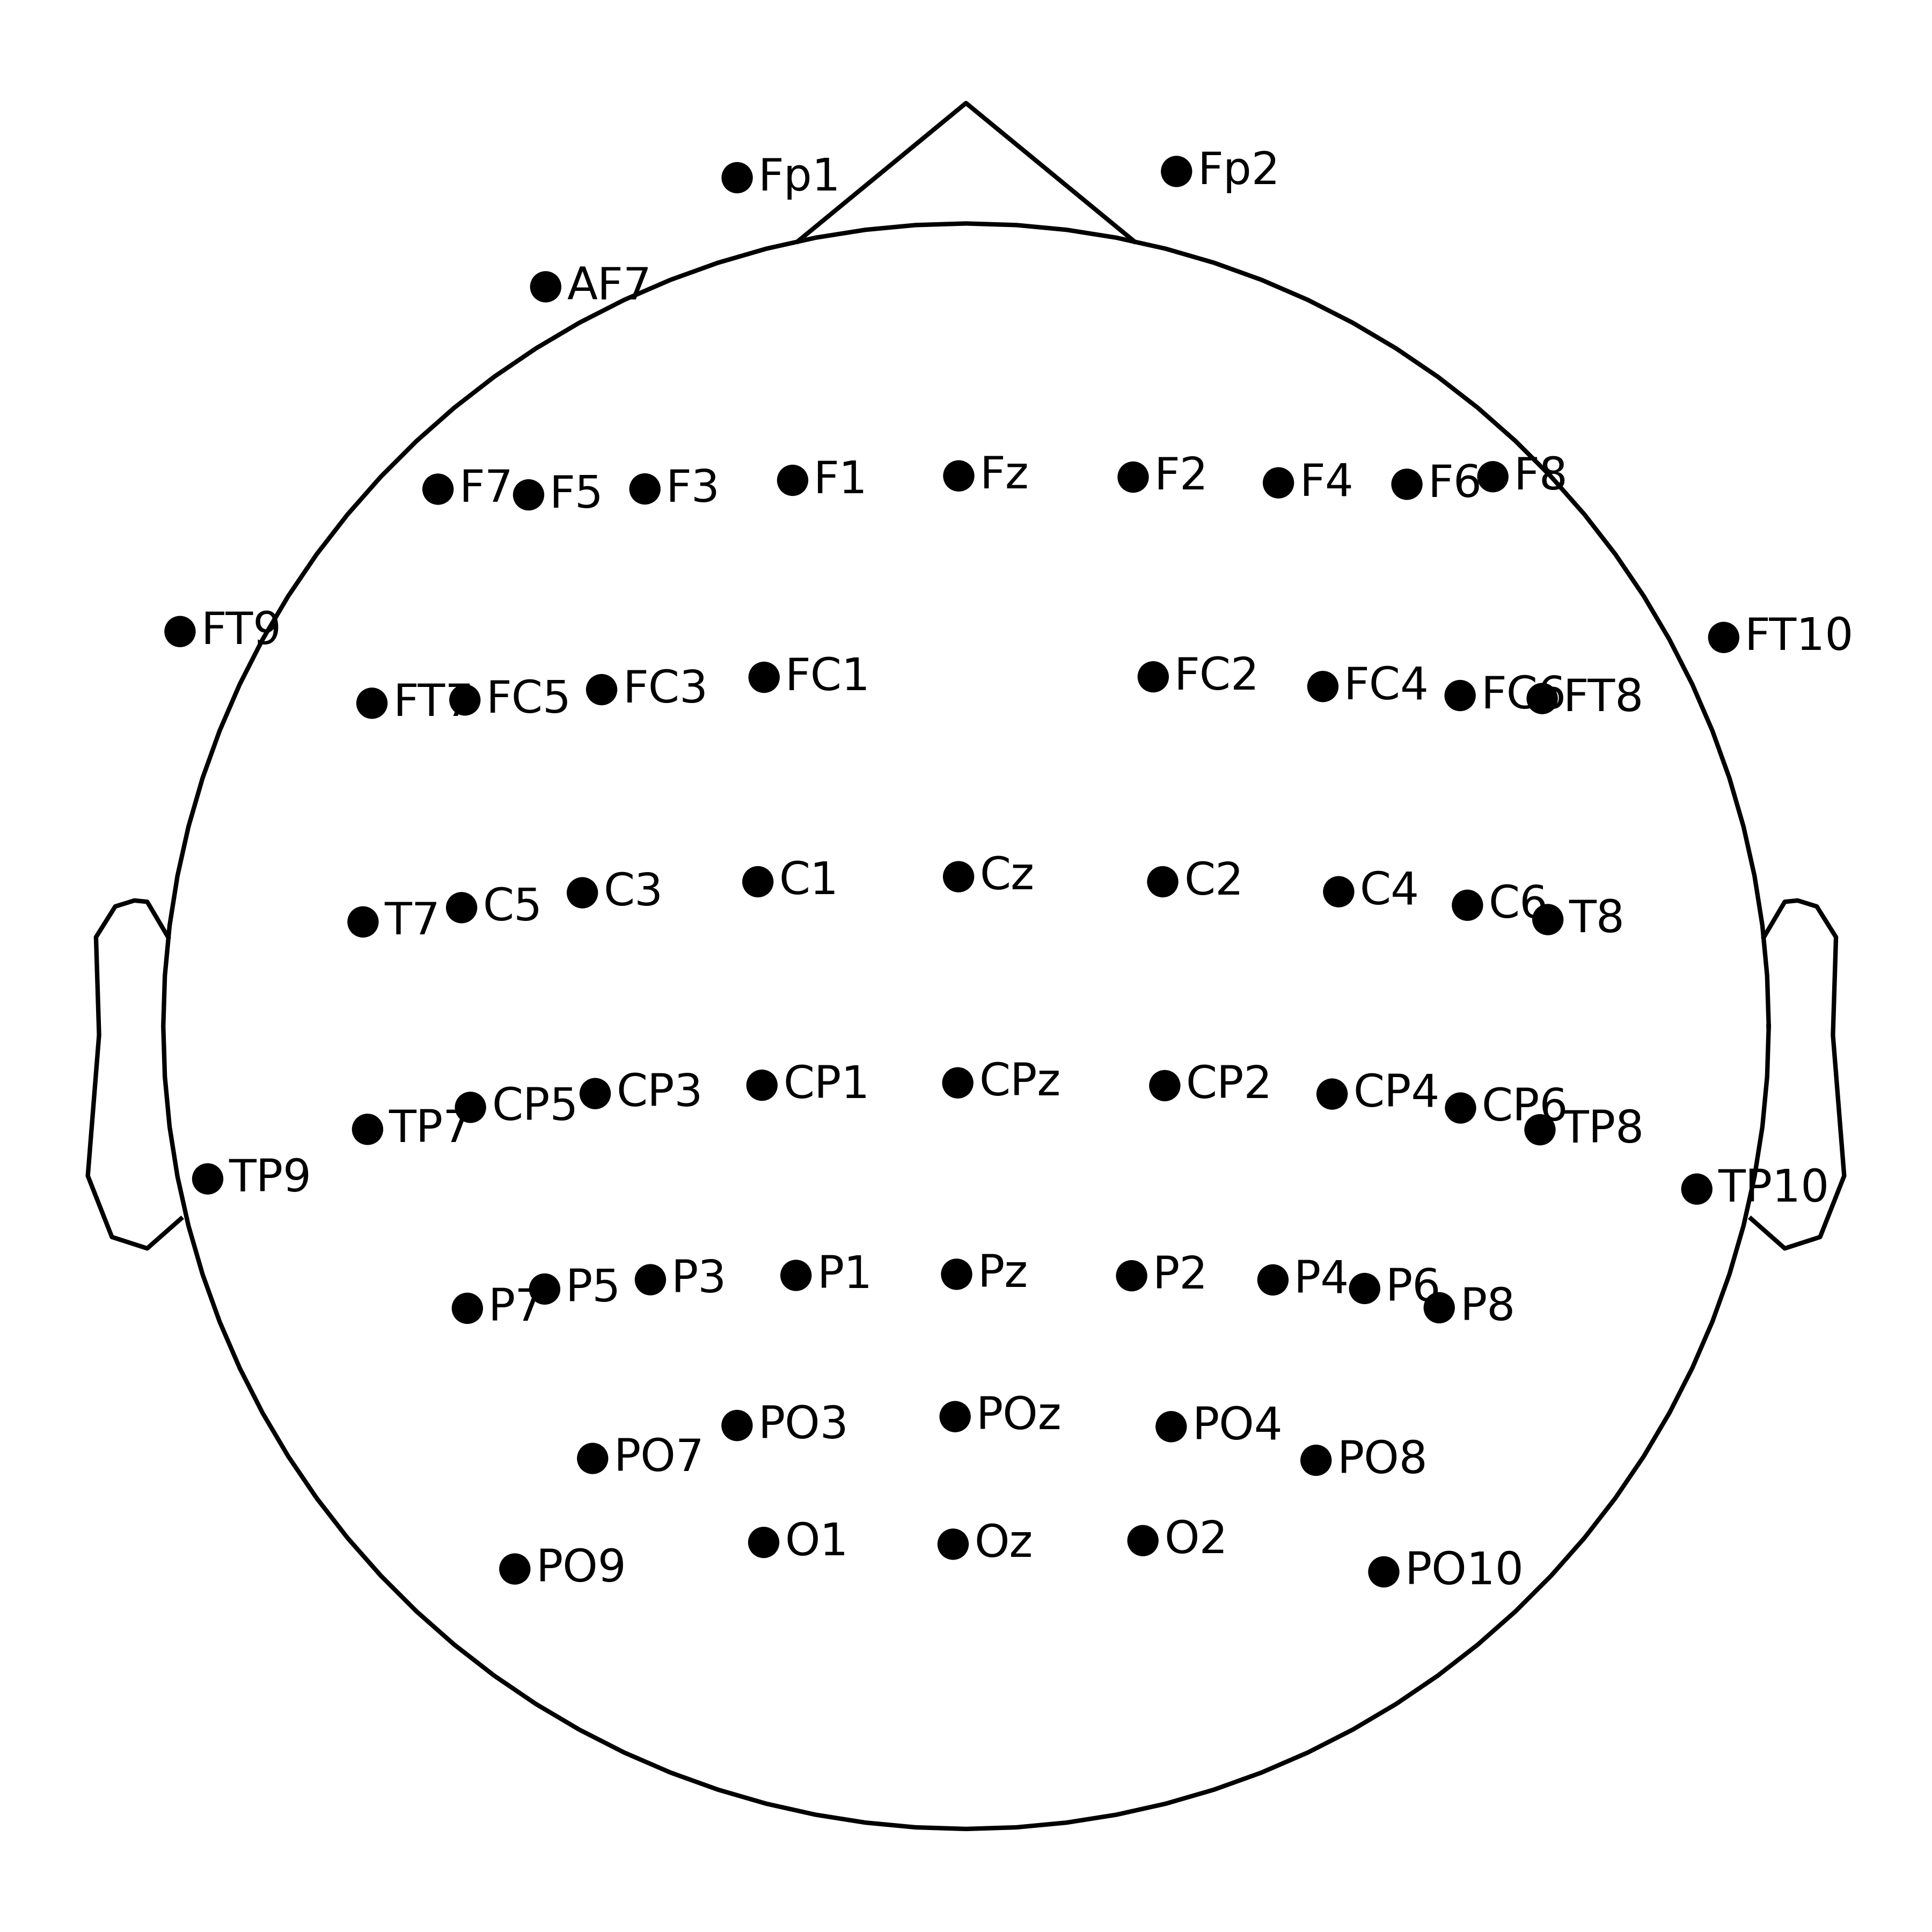 Fp1 Fp2
AF7
F7 F5 F3 F1 Fz F2 F4 F6 F8
FT9 FT10
FT7 FC5 FC3 FC1 FC2 FC4 FC6 FT8
T7 C5 C3 C1 Cz C2 C4 C6 T8
TP7 CP5 CP3 CP1 CPz CP2 CP4 CP6 TP8
TP9 TP10
P7 P5 P3 P1 Pz P2 P4 P6 P8
PO7 PO3 POz PO4 PO8
PO9 O1 Oz O2 PO10